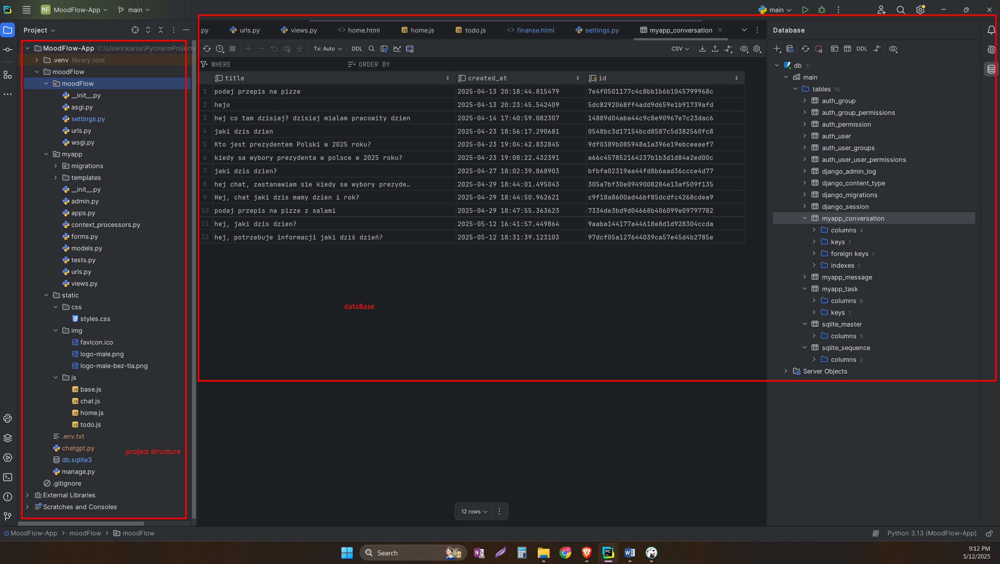 MF MoodFlow-App main
main
Project
MoodFlow-App C:\Users\karos\PycharmProjects
.venv library root
moodFlow
moodFlow
__init__.py
asgi.py
settings.py
urls.py
wsgi.py
myapp
migrations
templates
__init__.py
admin.py
apps.py
context_processors.py
forms.py
models.py
tests.py
urls.py
views.py
static
css
styles.css
img
favicon.ico
logo-male.png
logo-male-bez-tla.png
js
base.js
chat.js
home.js
todo.js
.env.txt
chatgpt.py
project structure
db.sqlite3
manage.py
.gitignore
External Libraries
Scratches and Consoles
.py urls.py views.py home.html home.js todo.js finanse.html settings.py myapp_conversation
Tx: Auto DDL CSV
WHERE ORDER BY
title created_at id
1 podaj przepis na pizze 2025-04-13 20:18:44.815479 7e4f0501177c4c8bb1b6b1045799968c
2 hejo 2025-04-13 20:23:45.542409 5dc8292068ff4add9d659e1b91739afd
3 hej co tam dzisiaj? dzisiaj mialam pracowity dzien 2025-04-14 17:40:59.082307 14889d04aba44c9c8e90967e7c23dac6
4 jaki dzis dzien 2025-04-23 18:56:17.290681 0548bc3d17154bcd8587c5d382560fc8
5 Kto jest prezydentem Polski w 2025 roku? 2025-04-23 19:04:42.832845 9df0389b085948a1a396e19ebceeaef7
6 kiedy sa wybory prezydenta w polsce w 2025 roku? 2025-04-23 19:08:22.432391 a66c457852164237b1b3d1d84e2ed00c
7 jaki dzis dzien? 2025-04-27 18:02:39.868903 bfbfa02319aa44fd8b6aad36ccce4d77
8 hej chat, zastanawiam sie kiedy sa wybory prezyde… 2025-04-29 18:44:01.495043 305a7bf30e0949008284e13af509f135
9 Hej, chat jaki dzis mamy dzien i rok? 2025-04-29 18:44:50.962621 c9f18a8600ad46bf85dcdfc4268cdea9
10 podaj przepis na pizze z salami 2025-04-29 18:47:55.363623 7334de3bd9d04668b406099e09797782
11 hej, jaki dzis dzien? 2025-05-12 16:41:57.449864 9aaba144177a44618e8d1d928304ccda
12 hej, potrzebuje informacji jaki dziś dzień? 2025-05-12 18:31:39.123103 97dcf05a127644039ca57e45d4b2785e
dataBase
12 rows
Database
DDL
db 1
main
tables 15
auth_group
auth_group_permissions
auth_permission
auth_user
auth_user_groups
auth_user_user_permissions
django_admin_log
django_content_type
django_migrations
django_session
myapp_conversation
columns 4
keys 1
foreign keys 1
indexes 1
myapp_message
myapp_task
columns 8
keys 1
sqlite_master
columns 5
sqlite_sequence
columns 2
Server Objects
MoodFlow-App > moodFlow > moodFlow
Python 3.13 (MoodFlow-App)
Search
9:12 PM
5/12/2025